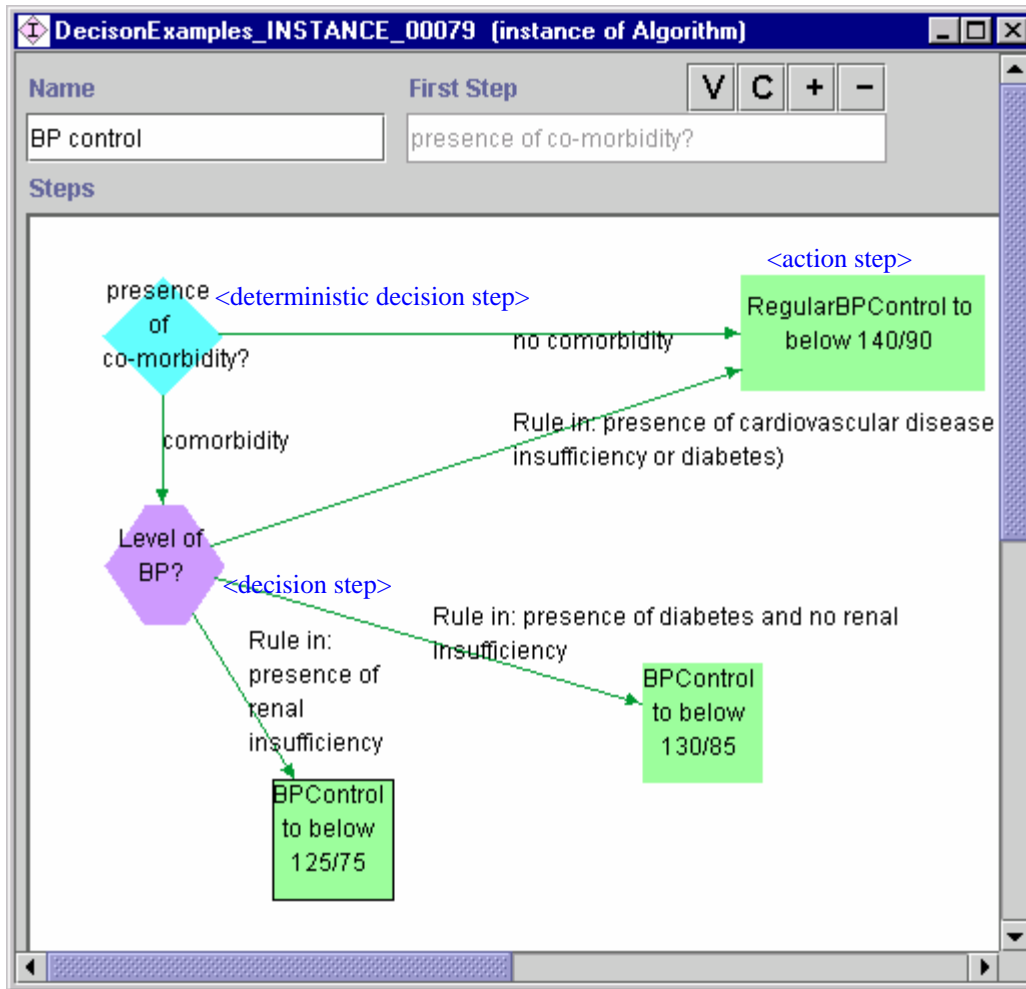 DecisonExamples_INSTANCE_00079 (instance of Algorithm)
Name
First Step
V C + −
BP control
presence of co-morbidity?
Steps
<action step>
presence
of
co-morbidity?
<deterministic decision step>
RegularBPControl to
below 140/90
no comorbidity
Rule in: presence of cardiovascular disease
insufficiency or diabetes)
comorbidity
Level of
BP?
<decision step>
Rule in: presence of diabetes and no renal
insufficiency
Rule in:
presence of
renal
insufficiency
BPControl
to below
130/85
BPControl
to below
125/75